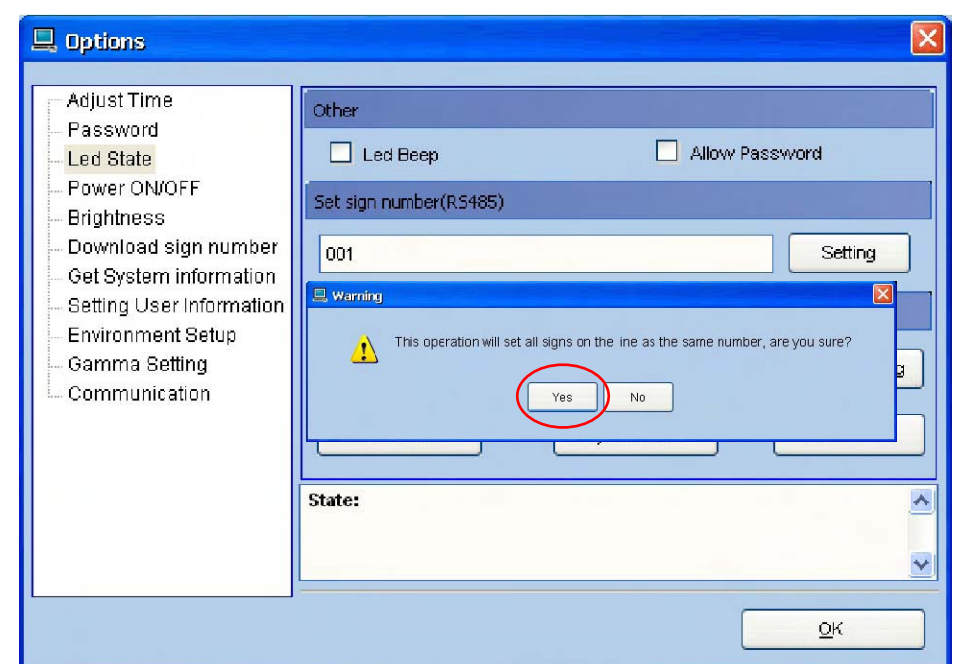 Options
Adjust Time
Password
Led State
Power ON/OFF
Brightness
Download sign number
Get System information
Setting User Information
Environment Setup
Gamma Setting
Communication
Other
Led Beep
Allow Password
Set sign number(RS485)
001
Setting
Warning
This operation will set all signs on the ine as the same number, are you sure?
Yes
No
State:
OK